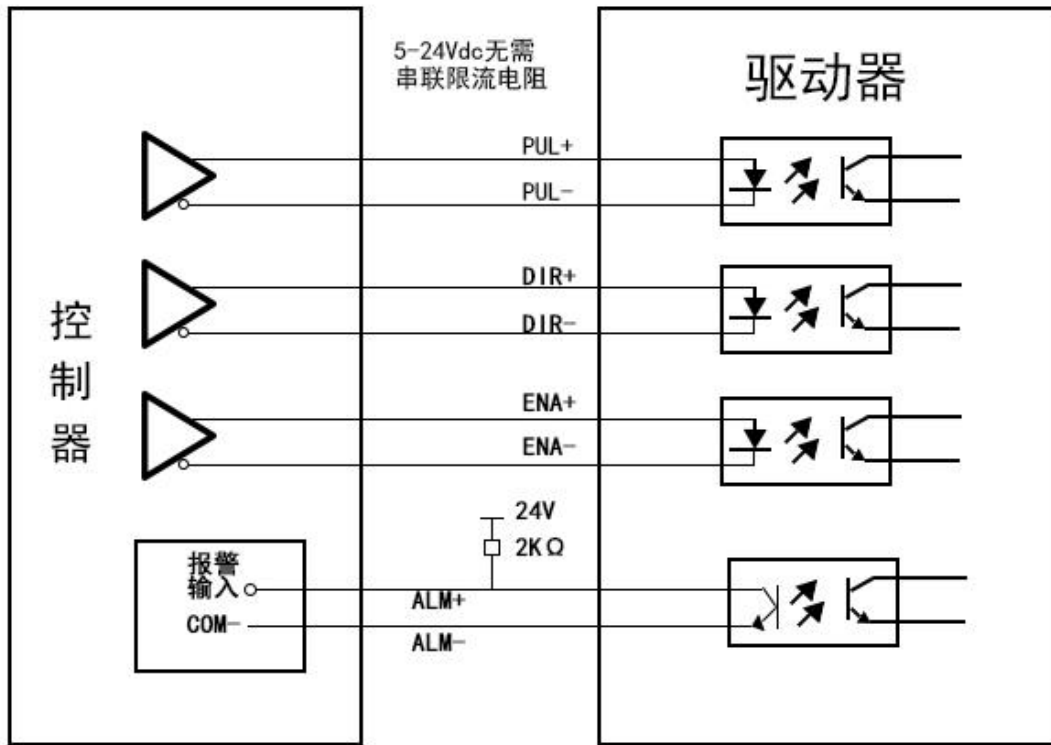 5-24Vdc无需
串联限流电阻
驱动器
PUL+
PUL-
DIR+
DIR-
控
制
器
ENA+
ENA-
24V
2KΩ
报警
输入
ALM+
COM-
ALM-